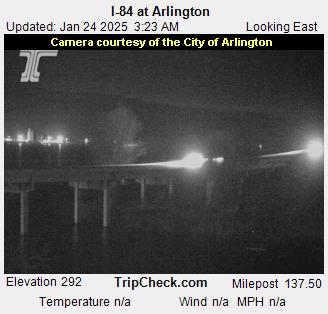 I-84 at Arlington
Updated: Jan 24 2025 3:23 AM Looking East
Camera courtesy of the City of Arlington
Elevation 292 TripCheck.com Milepost 137.50
Temperature n/a Wind n/a MPH n/a